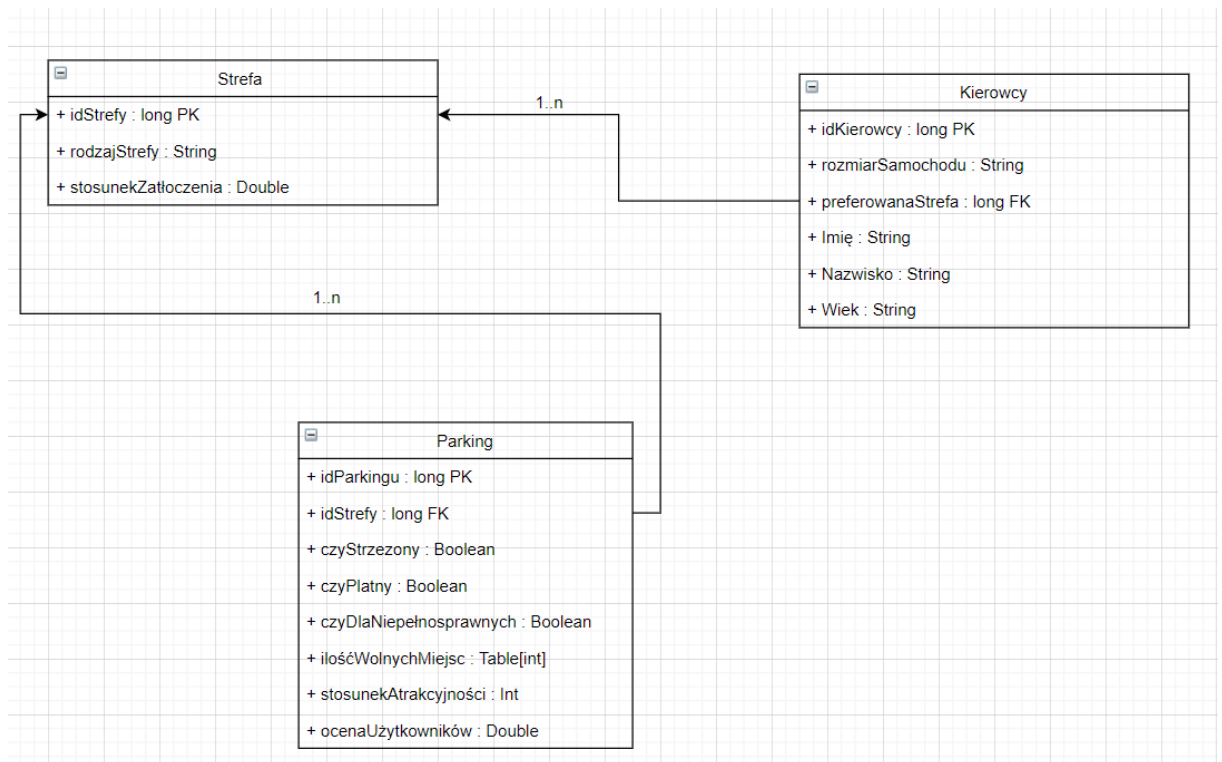 Strefa
+ idStrefy : long PK
+ rodzajStrefy : String
+ stosunekZatłoczenia : Double
1..n
Kierowcy
+ idKierowcy : long PK
+ rozmiarSamochodu : String
+ preferowanaStrefa : long FK
+ Imię : String
+ Nazwisko : String
+ Wiek : String
1..n
Parking
+ idParkingu : long PK
+ idStrefy : long FK
+ czyStrzezony : Boolean
+ czyPlatny : Boolean
+ czyDlaNiepełnosprawnych : Boolean
+ ilośćWolnychMiejsc : Table[int]
+ stosunekAtrakcyjności : Int
+ ocenaUżytkowników : Double